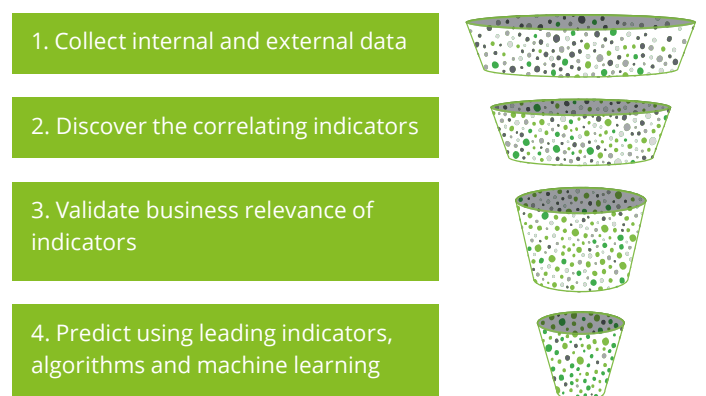 1. Collect internal and external data
2. Discover the correlating indicators
3. Validate business relevance of
indicators
4. Predict using leading indicators,
algorithms and machine learning